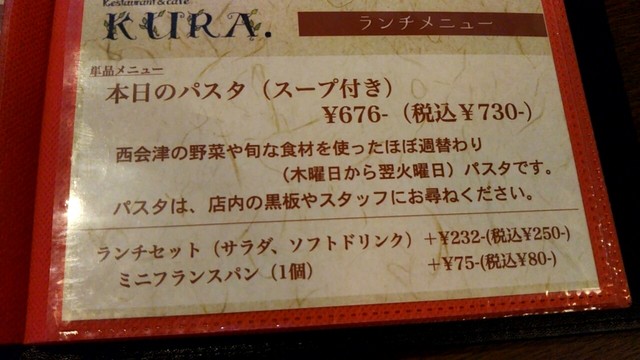 Restaurant & cafe
KURA.
ランチメニュー
単品メニュー
本日のパスタ（スープ付き）
¥676-（税込¥730-）
西会津の野菜や旬な食材を使ったほぼ週替わり
（木曜日から翌火曜日）パスタです。
パスタは、店内の黒板やスタッフにお尋ねください。
ランチセット（サラダ、ソフトドリンク）＋¥232-(税込¥250-)
ミニフランスパン（1個） ＋¥75-(税込¥80-)